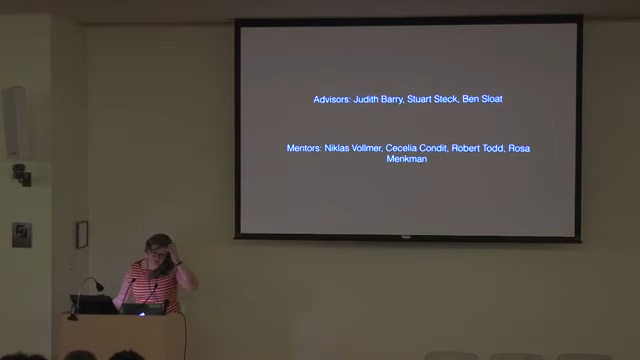 Advisors: Judith Barry, Stuart Steck, Ben Sloat
Mentors: Niklas Vollmer, Cecelia Condit, Robert Todd, Rosa
Menkman